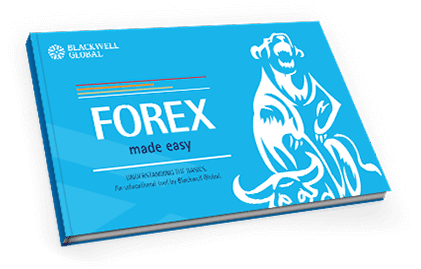 BLACKWELL
GLOBAL
FOREX
made easy
UNDERSTANDING THE BASICS
An educational tool by Blackwell Global